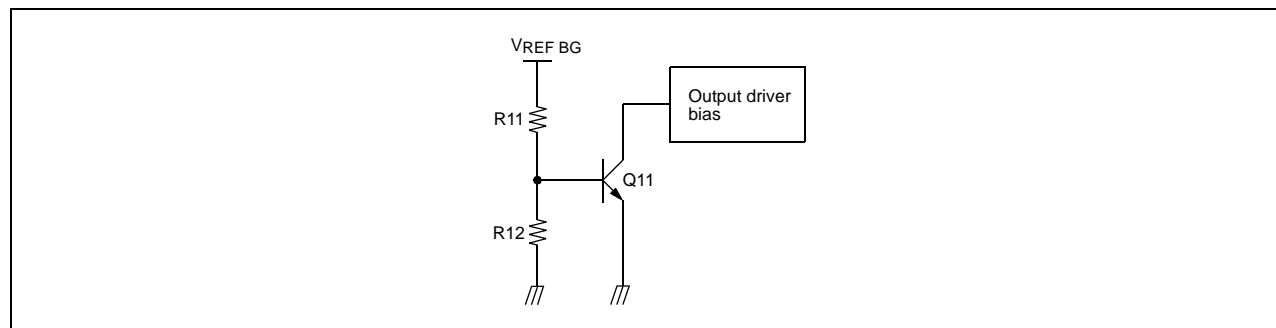 VREF BG
R11
Output driver
bias
Q11
R12